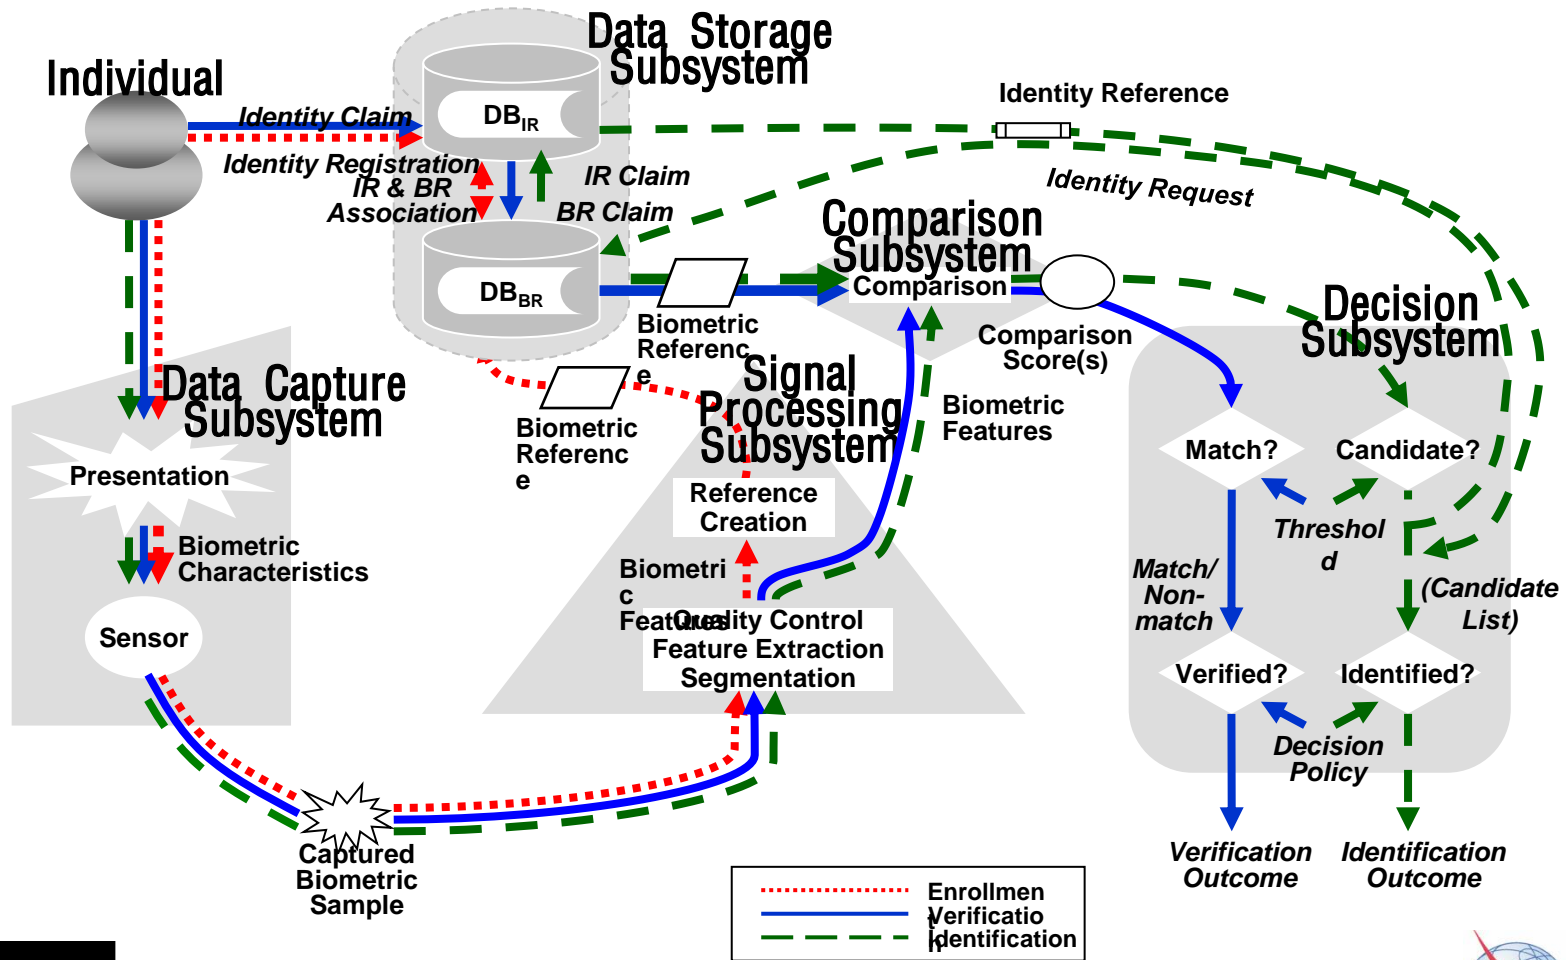 Data Storage
Subsystem
Individual
Identity Claim
Identity Registration
DB_IR
Identity Reference
IR & BR
Association
IR Claim
BR Claim
Identity Request
Comparison
Subsystem
Comparison
DB_BR
Biometric
Referenc
e
Comparison
Score(s)
Decision
Subsystem
Data Capture
Subsystem
Signal
Processing
Subsystem
Biometric
Referenc
e
Biometric
Features
Presentation
Match?
Candidate?
Reference
Creation
Threshol
d
Biometric
Characteristics
Biometri
c
Features
Match/
Non-
match
(Candidate
List)
Sensor
Quality Control
Feature Extraction
Segmentation
Verified?
Identified?
Decision
Policy
Captured
Biometric
Sample
Verification
Outcome
Identification
Outcome
Enrollmen
t
Verificatio
n
Identification